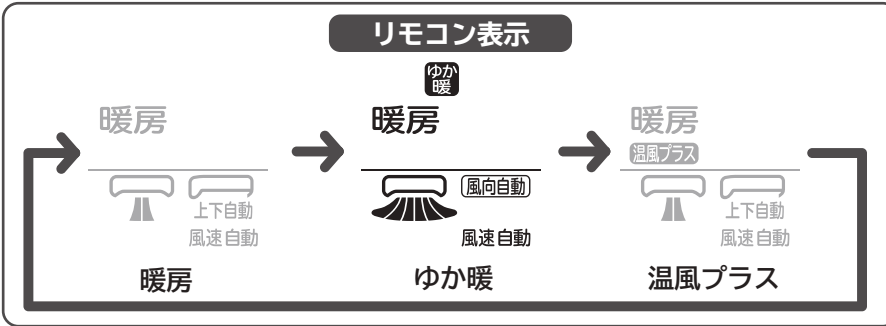 リモコン表示
ゆか
暖
暖房
暖房
暖房
温風プラス
風向自動
上下自動
上下自動
風速自動
風速自動
風速自動
暖房
ゆか暖
温風プラス